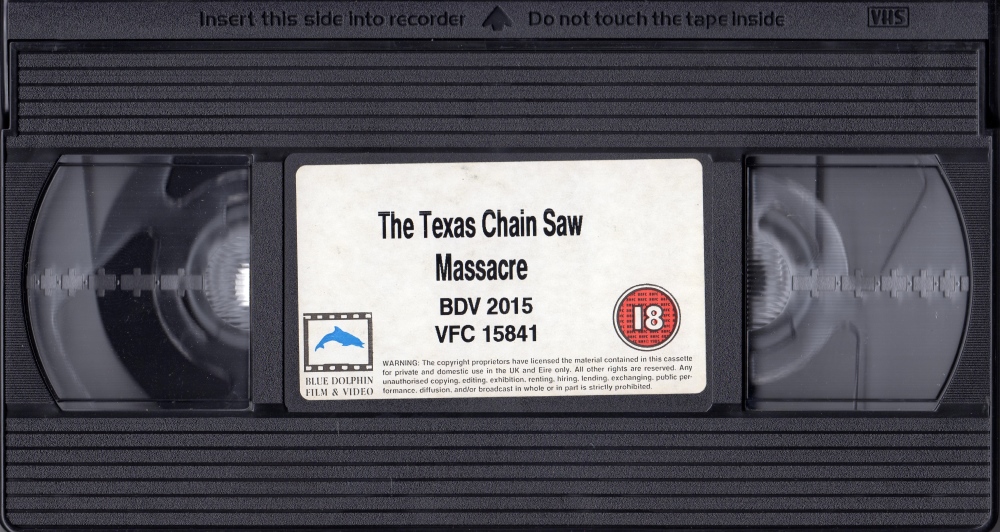 Insert this side into recorder Do not touch the tape inside VHS
The Texas Chain Saw
Massacre
BDV 2015
VFC 15841
18
BLUE DOLPHIN
FILM & VIDEO
WARNING: The copyright proprietors have licensed the material contained in this cassette
for private and domestic use in the UK and Eire only. All other rights are reserved. Any
unauthorised copying, editing, exhibition, renting, hiring, lending, exchanging, public per-
formance, diffusion, and/or broadcast in whole or in part is strictly prohibited.